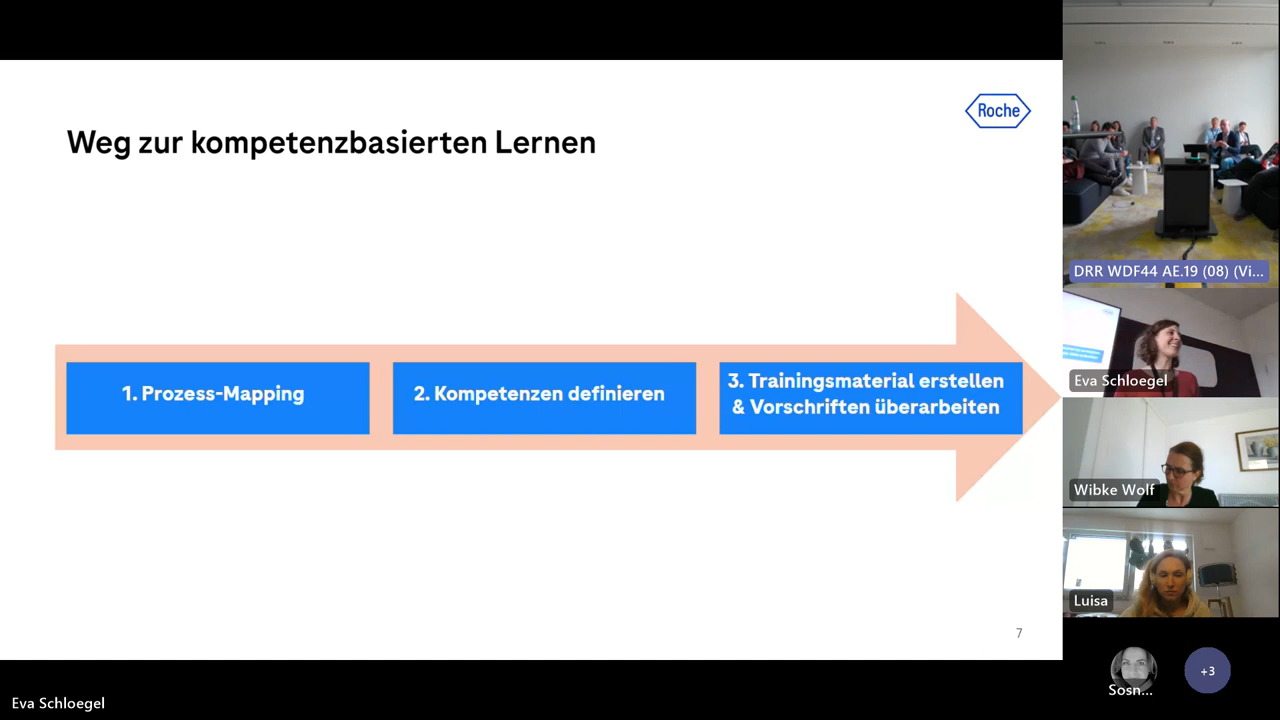 Roche
Weg zur kompetenzbasierten Lernen
1. Prozess-Mapping
2. Kompetenzen definieren
3. Trainingsmaterial erstellen
& Vorschriften überarbeiten
7
DRR WDF44 AE.19 (08) (Vi...
Eva Schloegel
Wibke Wolf
Luisa
Sosn...
+3
Eva Schloegel